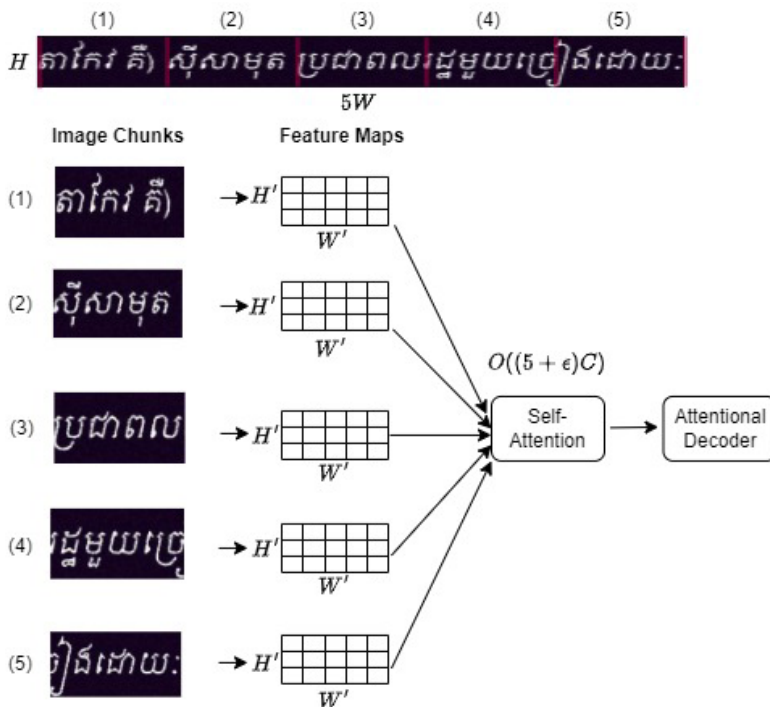 (1) (2) (3) (4) (5)
H តាកែវ គឺ) ស៊ីសាមុត ប្រជាពលរដ្ឋមួយច្រៀងដោយ:
5W
Image Chunks Feature Maps
(1) តាកែវ គឺ) H′
W′
(2) ស៊ីសាមុត H′
W′
O((5 + ϵ)C)
(3) ប្រជាពល H′ Self-Attention Attentional Decoder
W′
(4) រដ្ឋមួយច្រៀ H′
W′
(5) ៀងដោយ: H′
W′